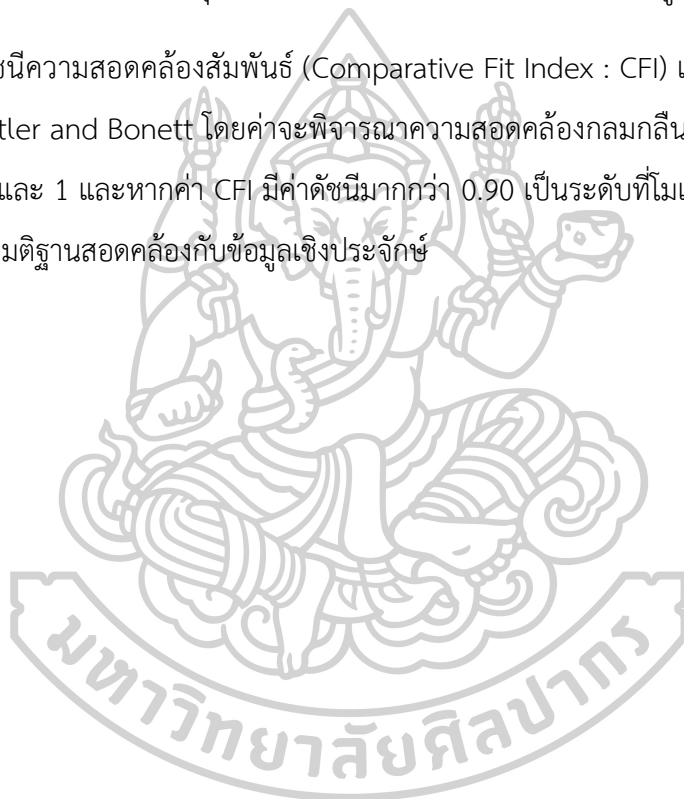 ชนีความสอดคล้องสัมพันธ์ (Comparative Fit Index : CFI)
tler and Bonett โดยค่าจะพิจารณาความสอดคล้องกลมกลืน
และ 1 และหากค่า CFI มีค่าดัชนีมากกว่า 0.90 เป็นระดับที่โมเ
มติฐานสอดคล้องกับข้อมูลเชิงประจักษ์
มหาวิทยาลัยศิลปากร